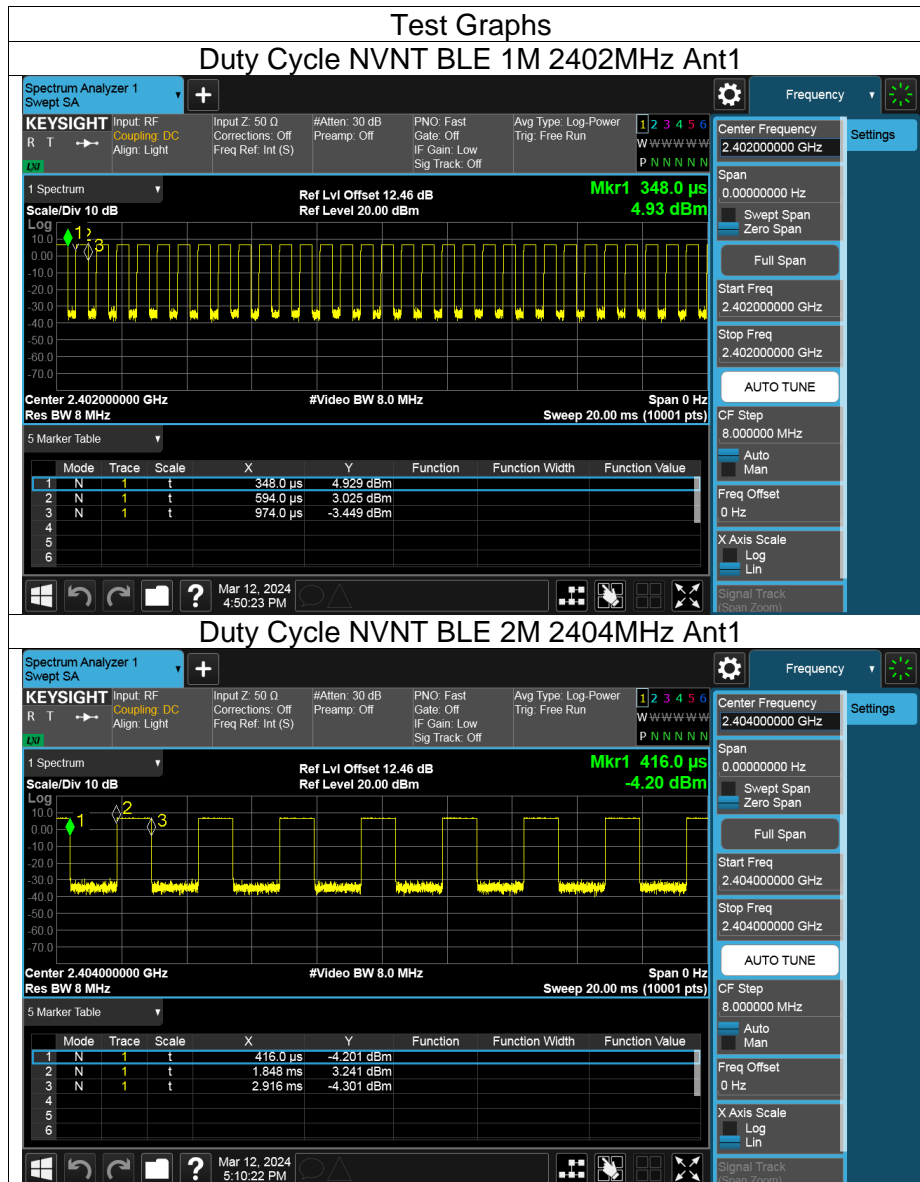 Test Graphs
Duty Cycle NVNT BLE 1M 2402MHz Ant1
Spectrum Analyzer 1
Swept SA
+
Frequency
KEYSIGHT
R T
LXI
Input: RF
Coupling: DC
Align: Light
Input Z: 50 Ω
Corrections: Off
Freq Ref: Int (S)
#Atten: 30 dB
Preamp: Off
PNO: Fast
Gate: Off
IF Gain: Low
Sig Track: Off
Avg Type: Log-Power
Trig: Free Run
1 2 3 4 5 6
W W W W W W
P N N N N N
Center Frequency
2.402000000 GHz
Settings
Span
0.00000000 Hz
Swept Span
Zero Span
Full Span
Start Freq
2.402000000 GHz
Stop Freq
2.402000000 GHz
AUTO TUNE
CF Step
8.000000 MHz
Auto
Man
Freq Offset
0 Hz
X Axis Scale
Log
Lin
Signal Track
(Span Zoom)
1 Spectrum
Scale/Div 10 dB
Ref Lvl Offset 12.46 dB
Ref Level 20.00 dBm
Mkr1 348.0 µs
4.93 dBm
Log
10.0
0.00
-10.0
-20.0
-30.0
-40.0
-50.0
-60.0
-70.0
1 2
3
Center 2.402000000 GHz
Res BW 8 MHz
#Video BW 8.0 MHz
Span 0 Hz
Sweep 20.00 ms (10001 pts)
5 Marker Table
Mode Trace Scale X Y Function Function Width Function Value
1 N 1 t 348.0 µs 4.929 dBm
2 N 1 t 594.0 µs 3.025 dBm
3 N 1 t 974.0 µs -3.449 dBm
4
5
6
?
Mar 12, 2024
4:50:23 PM
Duty Cycle NVNT BLE 2M 2404MHz Ant1
Spectrum Analyzer 1
Swept SA
+
Frequency
KEYSIGHT
R T
LXI
Input: RF
Coupling: DC
Align: Light
Input Z: 50 Ω
Corrections: Off
Freq Ref: Int (S)
#Atten: 30 dB
Preamp: Off
PNO: Fast
Gate: Off
IF Gain: Low
Sig Track: Off
Avg Type: Log-Power
Trig: Free Run
1 2 3 4 5 6
W W W W W W
P N N N N N
Center Frequency
2.404000000 GHz
Settings
Span
0.00000000 Hz
Swept Span
Zero Span
Full Span
Start Freq
2.404000000 GHz
Stop Freq
2.404000000 GHz
AUTO TUNE
CF Step
8.000000 MHz
Auto
Man
Freq Offset
0 Hz
X Axis Scale
Log
Lin
Signal Track
(Span Zoom)
1 Spectrum
Scale/Div 10 dB
Ref Lvl Offset 12.46 dB
Ref Level 20.00 dBm
Mkr1 416.0 µs
-4.20 dBm
Log
10.0
0.00
-10.0
-20.0
-30.0
-40.0
-50.0
-60.0
-70.0
1
2
3
Center 2.404000000 GHz
Res BW 8 MHz
#Video BW 8.0 MHz
Span 0 Hz
Sweep 20.00 ms (10001 pts)
5 Marker Table
Mode Trace Scale X Y Function Function Width Function Value
1 N 1 t 416.0 µs -4.201 dBm
2 N 1 t 1.848 ms 3.241 dBm
3 N 1 t 2.916 ms -4.301 dBm
4
5
6
?
Mar 12, 2024
5:10:22 PM